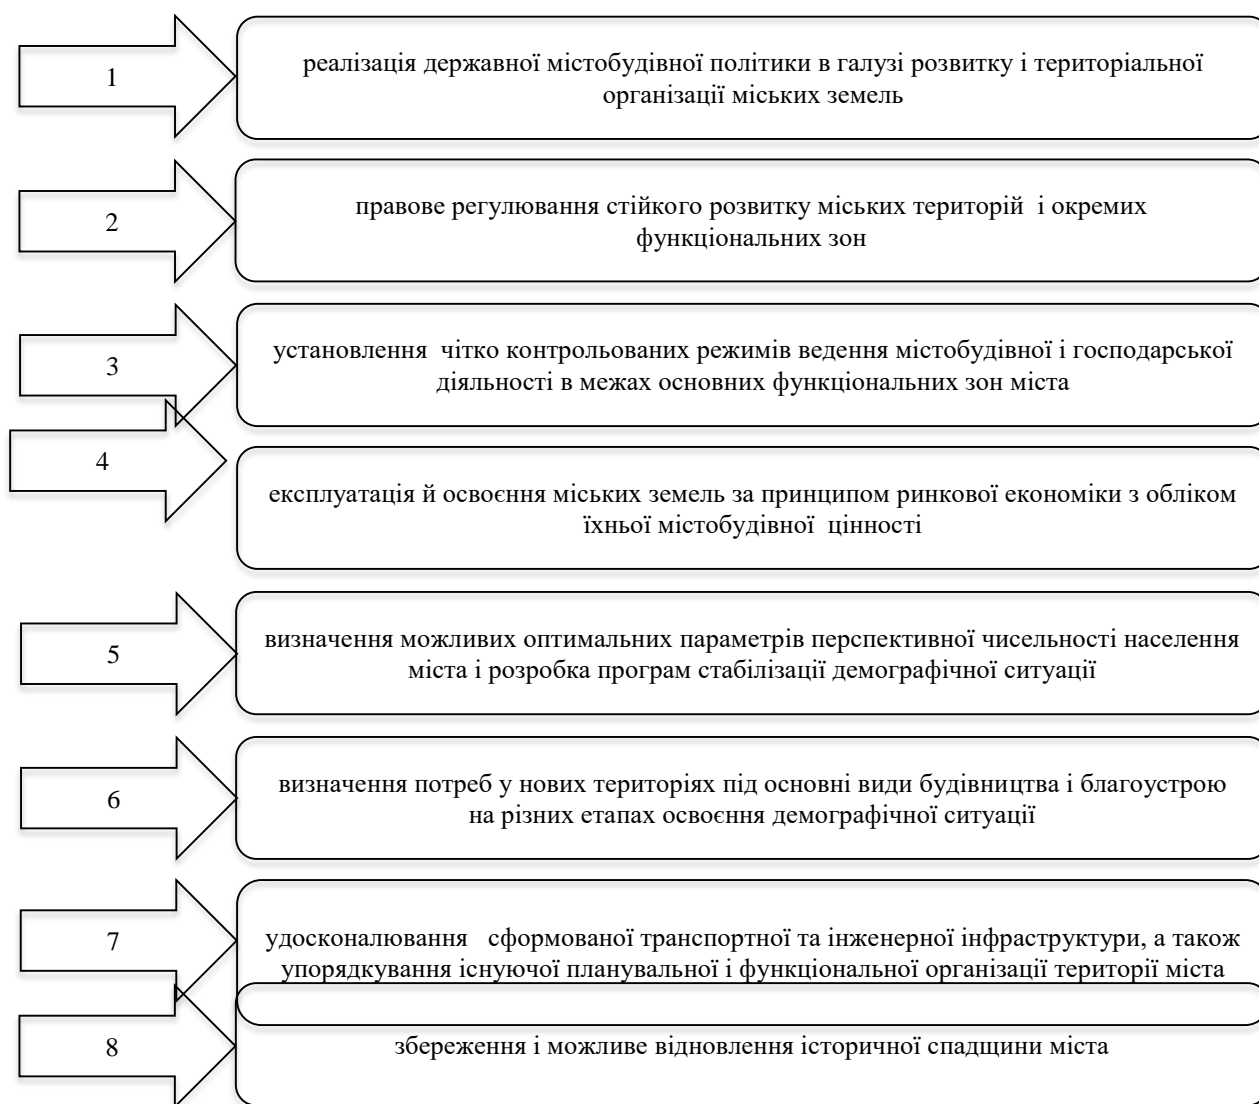 1
реалізація державної містобудівної політики в галузі розвитку і територіальної
організації міських земель
2
правове регулювання стійкого розвитку міських територій і окремих
функціональних зон
3
установлення чітко контрольованих режимів ведення містобудівної і господарської
діяльності в межах основних функціональних зон міста
4
експлуатація й освоєння міських земель за принципом ринкової економіки з обліком
їхньої містобудівної цінності
5
визначення можливих оптимальних параметрів перспективної чисельності населення
міста і розробка програм стабілізації демографічної ситуації
6
визначення потреб у нових територіях під основні види будівництва і благоустрою
на різних етапах освоєння демографічної ситуації
7
удосконалювання сформованої транспортної та інженерної інфраструктури, а також
упорядкування існуючої планувальної і функціональної організації території міста
8
збереження і можливе відновлення історичної спадщини міста